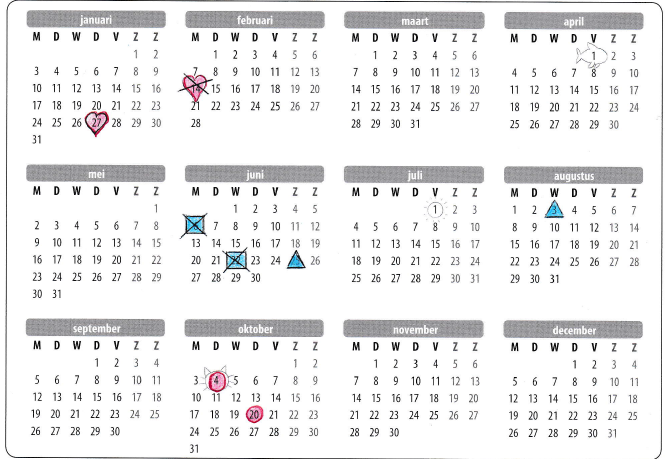 januari
M D W D V Z Z
1 2
3 4 5 6 7 8 9
10 11 12 13 14 15 16
17 18 19 20 21 22 23
24 25 26 27 28 29 30
31
februari
M D W D V Z Z
1 2 3 4 5 6
7 8 9 10 11 12 13
14 15 16 17 18 19 20
21 22 23 24 25 26 27
28
maart
M D W D V Z Z
1 2 3 4 5 6
7 8 9 10 11 12 13
14 15 16 17 18 19 20
21 22 23 24 25 26 27
28 29 30 31
april
M D W D V Z Z
1 2 3
4 5 6 7 8 9 10
11 12 13 14 15 16 17
18 19 20 21 22 23 24
25 26 27 28 29 30
mei
M D W D V Z Z
1
2 3 4 5 6 7 8
9 10 11 12 13 14 15
16 17 18 19 20 21 22
23 24 25 26 27 28 29
30 31
juni
M D W D V Z Z
1 2 3 4 5
6 7 8 9 10 11 12
13 14 15 16 17 18 19
20 21 22 23 24 26
27 28 29 30
juli
M D W D V Z Z
1 2 3
4 5 6 7 8 9 10
11 12 13 14 15 16 17
18 19 20 21 22 23 24
25 26 27 28 29 30 31
augustus
M D W D V Z Z
1 2 3 4 5 6 7
8 9 10 11 12 13 14
15 16 17 18 19 20 21
22 23 24 25 26 27 28
29 30 31
september
M D W D V Z Z
1 2 3 4
5 6 7 8 9 10 11
12 13 14 15 16 17 18
19 20 21 22 23 24 25
26 27 28 29 30
oktober
M D W D V Z Z
1 2
3 4 5 6 7 8 9
10 11 12 13 14 15 16
17 18 19 20 21 22 23
24 25 26 27 28 29 30
31
november
M D W D V Z Z
1 2 3 4 5 6
7 8 9 10 11 12 13
14 15 16 17 18 19 20
21 22 23 24 25 26 27
28 29 30
december
M D W D V Z Z
1 2 3 4
5 6 7 8 9 10 11
12 13 14 15 16 17 18
19 20 21 22 23 24 25
26 27 28 29 30 31